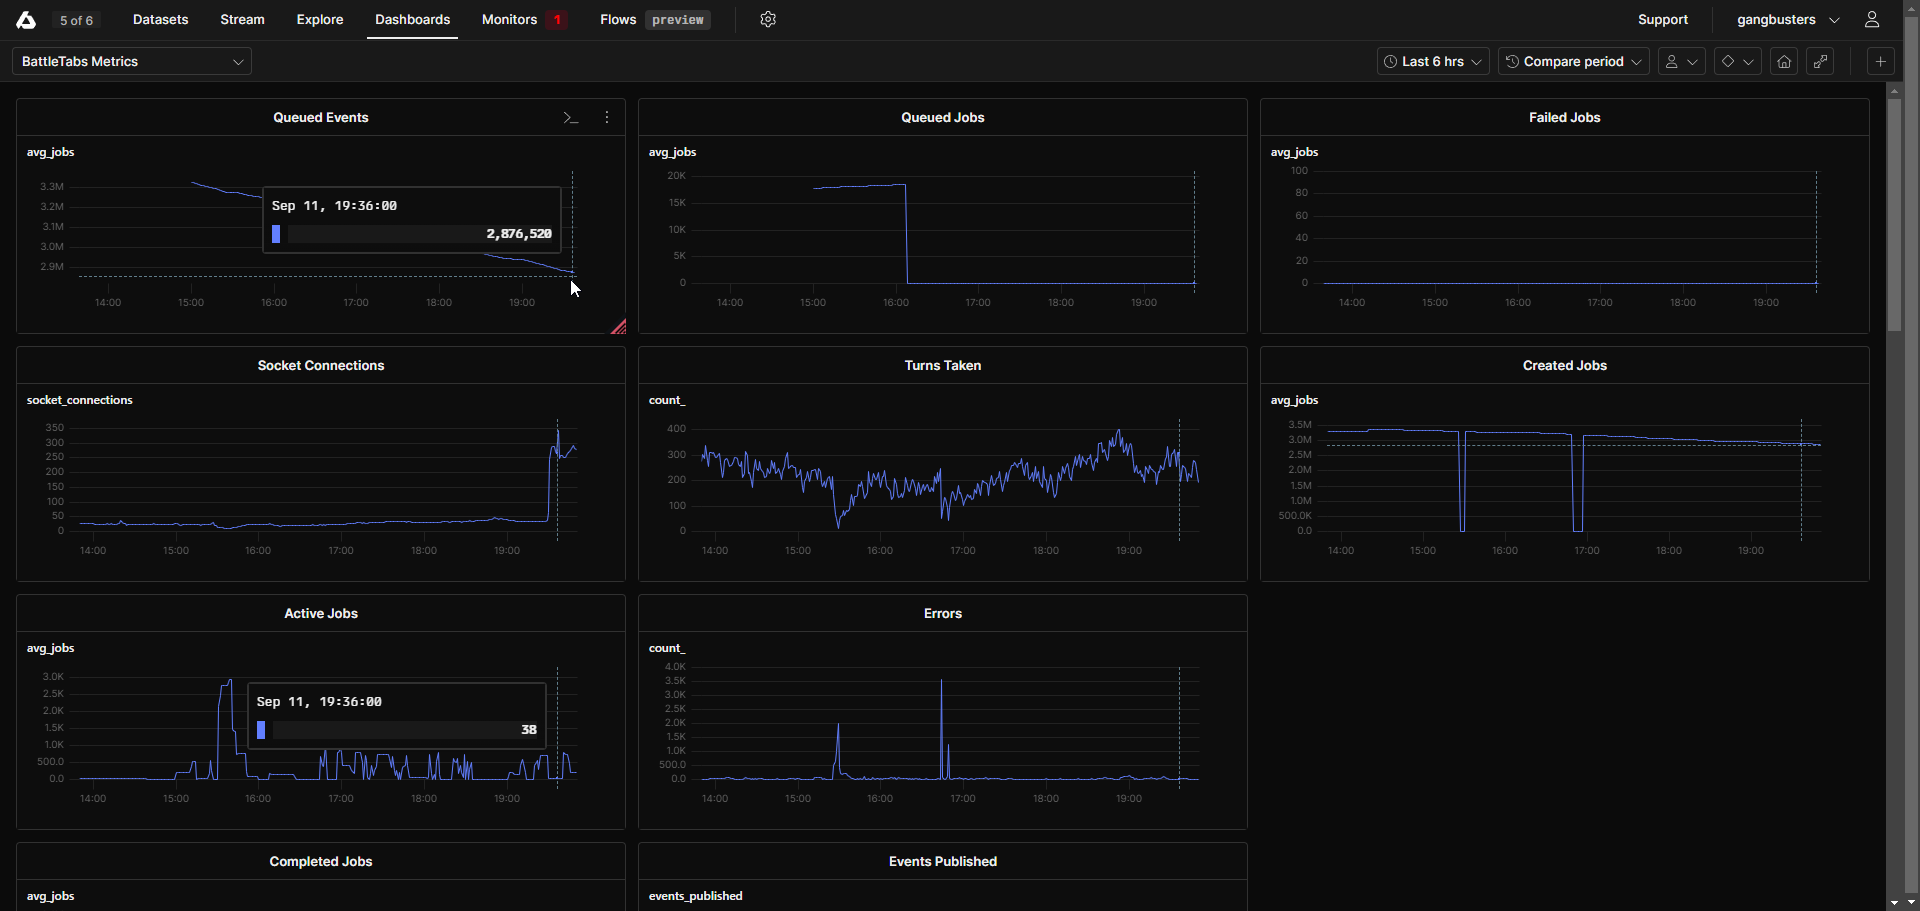 5 of 6 Datasets Stream Explore Dashboards Monitors 1 Flows preview Support gangbusters
BattleTabs Metrics Last 6 hrs Compare period
Queued Events
avg_jobs
3.3M
3.2M
3.1M
3.0M
2.9M
Sep 11, 19:36:00
2,876,520
14:00 15:00 16:00 17:00 18:00 19:00
Queued Jobs
avg_jobs
20K
15K
10K
5K
0
14:00 15:00 16:00 17:00 18:00 19:00
Failed Jobs
avg_jobs
100
80
60
40
20
0
14:00 15:00 16:00 17:00 18:00 19:00
Socket Connections
socket_connections
350
300
250
200
150
100
50
0
14:00 15:00 16:00 17:00 18:00 19:00
Turns Taken
count_
400
300
200
100
0
14:00 15:00 16:00 17:00 18:00 19:00
Created Jobs
avg_jobs
3.5M
3.0M
2.5M
2.0M
1.5M
1.0M
500.0K
0.0
14:00 15:00 16:00 17:00 18:00 19:00
Active Jobs
avg_jobs
3.0K
2.5K
2.0K
1.5K
1.0K
500.0
0.0
Sep 11, 19:36:00
38
14:00 15:00 16:00 17:00 18:00 19:00
Errors
count_
4.0K
3.5K
3.0K
2.5K
2.0K
1.5K
1.0K
500.0
0.0
14:00 15:00 16:00 17:00 18:00 19:00
Completed Jobs
avg_jobs
Events Published
events_published